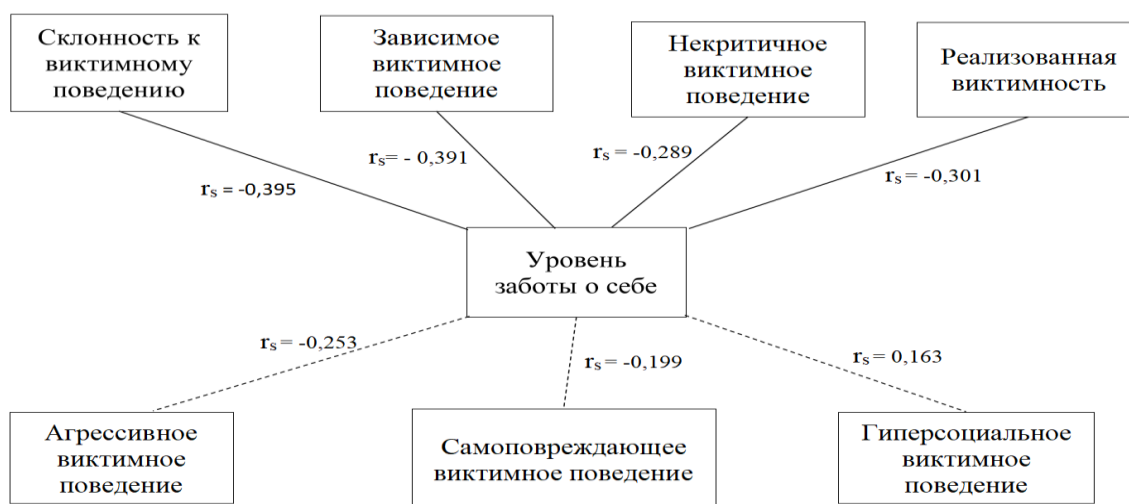 Склонность к
виктимному
поведению
Зависимое
виктимное
поведение
Некритичное
виктимное
поведение
Реализованная
виктимность
rs = -0,395
rs= - 0,391
rs = -0,289
rs = -0,301
Уровень
заботы о себе
rs = -0,253
rs = -0,199
rs = 0,163
Агрессивное
виктимное
поведение
Самоповреждающее
виктимное поведение
Гиперсоциальное
виктимное
поведение